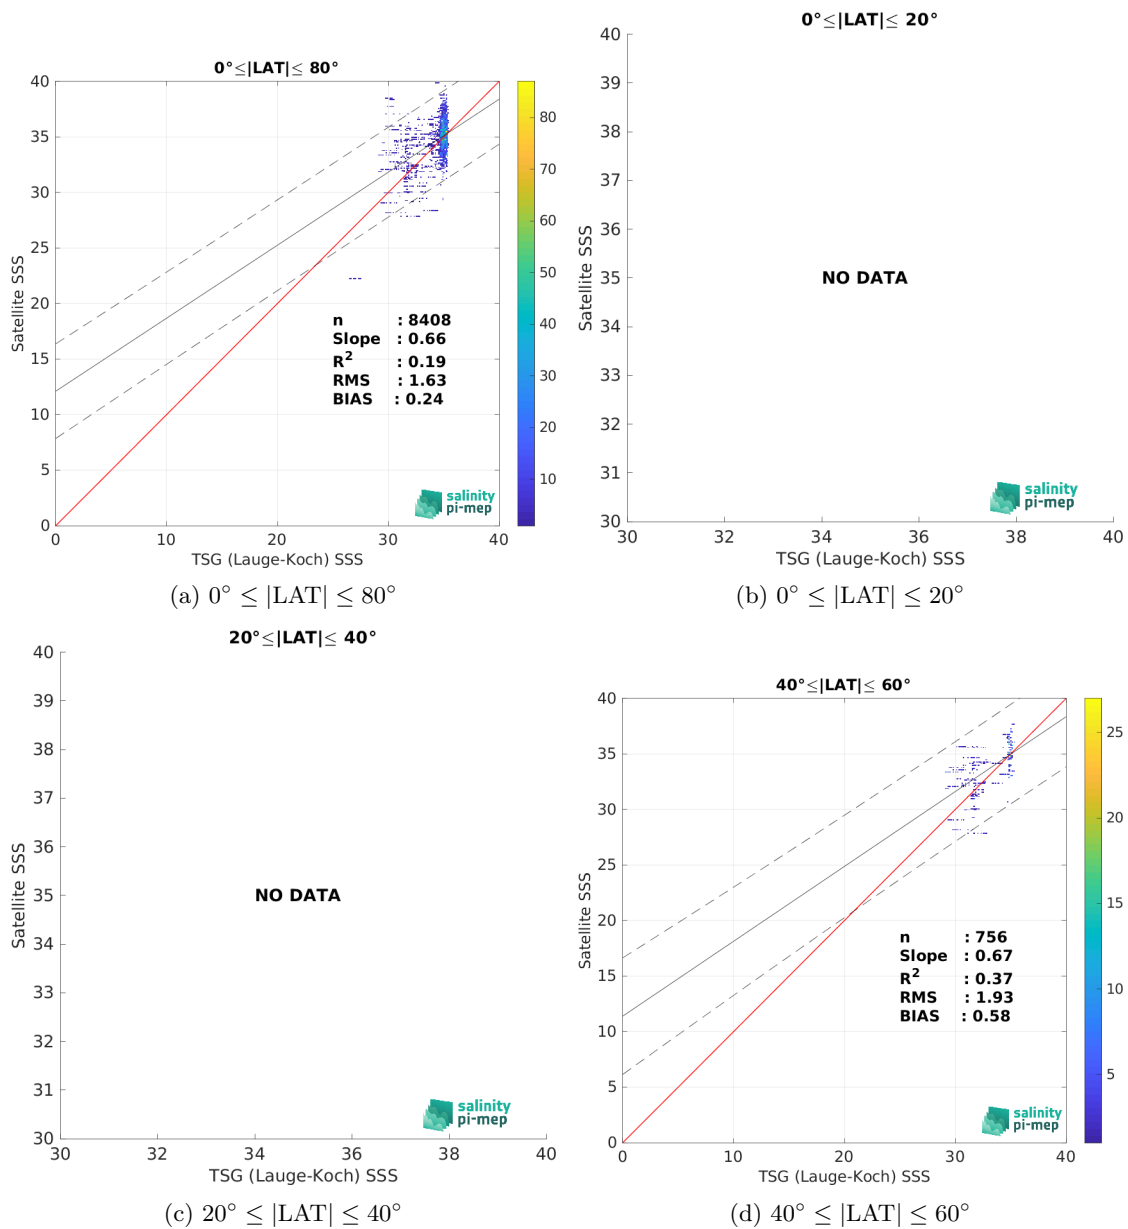 0°≤|LAT|≤ 80°
40
35
30
25
20
15
10
5
0
Satellite SSS
0
10
20
30
40
TSG (Lauge-Koch) SSS
80
70
60
50
40
30
20
10
n : 8408
Slope : 0.66
R² : 0.19
RMS : 1.63
BIAS : 0.24
salinity
pi-mep
(a) 0° ≤ |LAT| ≤ 80°
0°≤|LAT|≤ 20°
40
39
38
37
36
35
34
33
32
31
30
Satellite SSS
NO DATA
salinity
pi-mep
30
32
34
36
38
40
TSG (Lauge-Koch) SSS
(b) 0° ≤ |LAT| ≤ 20°
20°≤|LAT|≤ 40°
40
39
38
37
36
35
34
33
32
31
30
Satellite SSS
NO DATA
salinity
pi-mep
30
32
34
36
38
40
TSG (Lauge-Koch) SSS
(c) 20° ≤ |LAT| ≤ 40°
40°≤|LAT|≤ 60°
40
35
30
25
20
15
10
5
0
Satellite SSS
n : 756
Slope : 0.67
R² : 0.37
RMS : 1.93
BIAS : 0.58
salinity
pi-mep
0
10
20
30
40
TSG (Lauge-Koch) SSS
25
20
15
10
5
(d) 40° ≤ |LAT| ≤ 60°